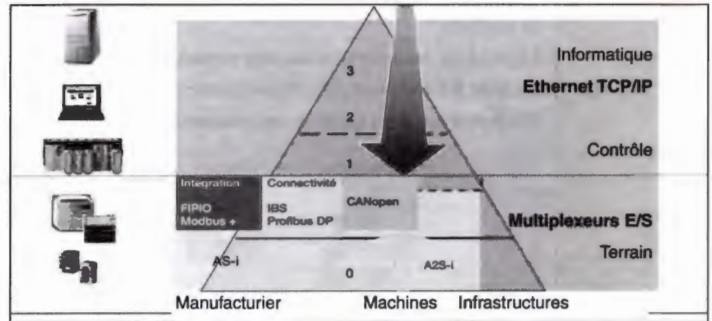 Informatique
3
Ethernet TCP/IP
2
Contrôle
1
Intégration
Connectivité
FIPIO
IBS
CANopen
Modbus +
Profibus DP
Multiplexeurs E/S
Terrain
AS-i
0
A2S-i
Manufacturier
Machines
Infrastructures